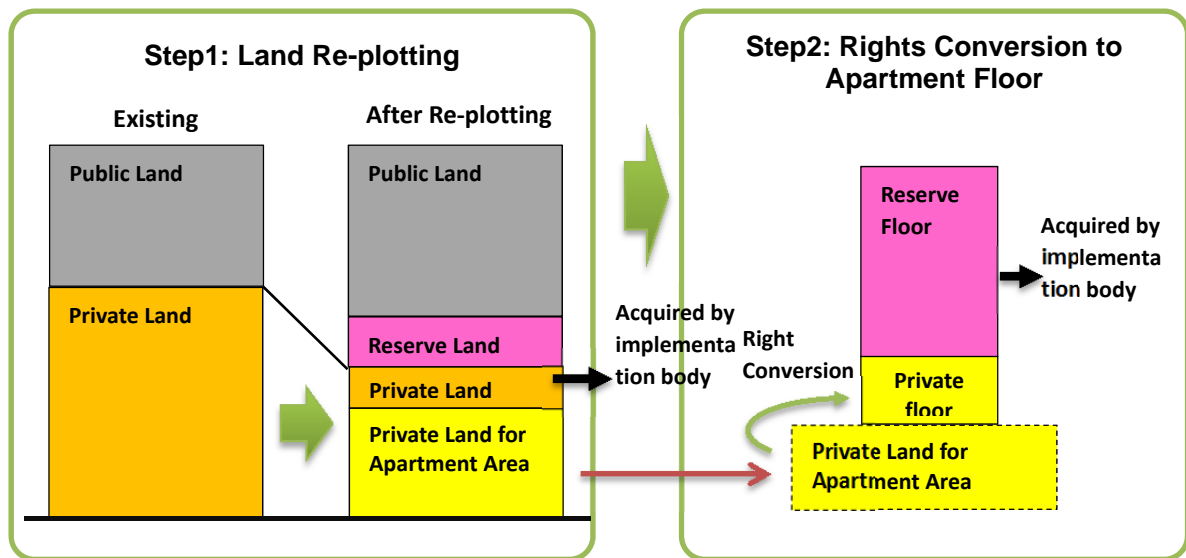 Step1: Land Re-plotting
Existing
After Re-plotting
Public Land
Private Land
Public Land
Reserve Land
Private Land
Private Land for
Apartment Area
Acquired by
implementa
tion body
Step2: Rights Conversion to
Apartment Floor
Reserve
Floor
Acquired by
implementa
tion body
Right
Conversion
Private
floor
Private Land for
Apartment Area